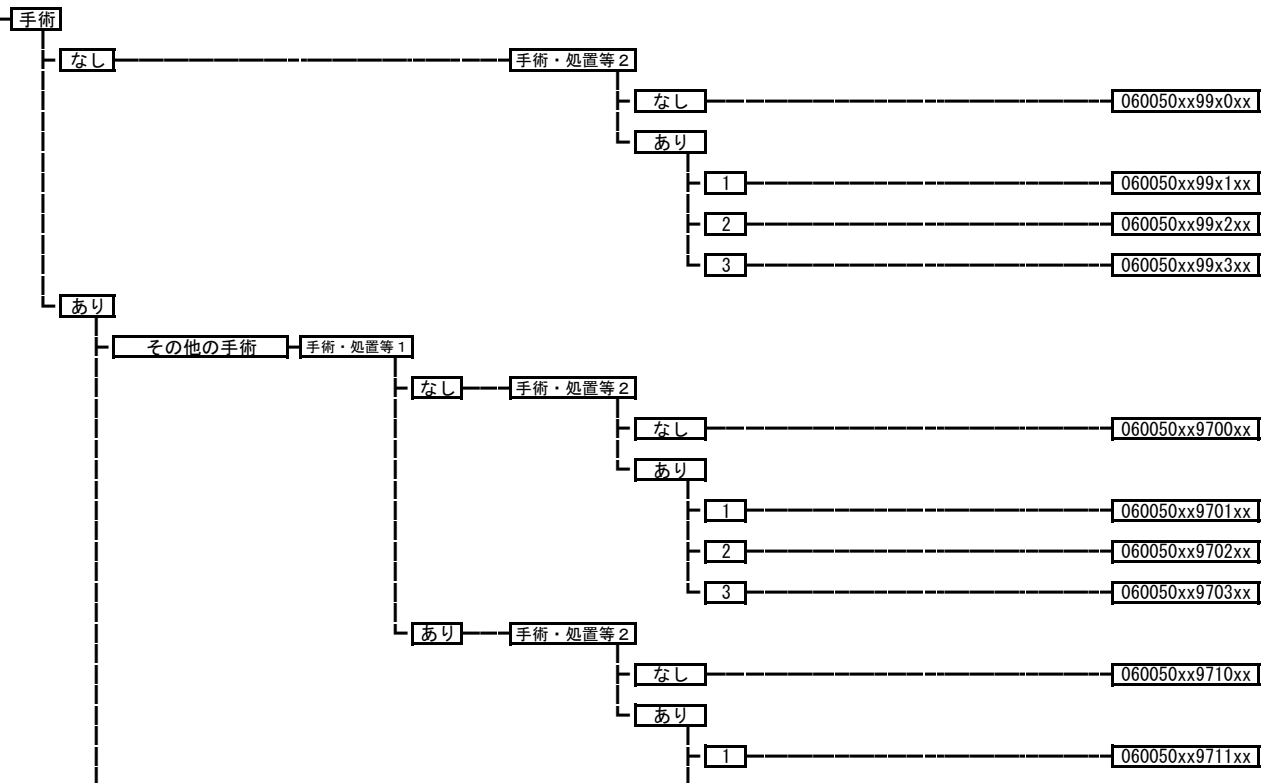 手術
なし 手術・処置等2
なし 060050xx99x0xx
あり
1 060050xx99x1xx
2 060050xx99x2xx
3 060050xx99x3xx
あり
その他の手術 手術・処置等1
なし 手術・処置等2
なし 060050xx9700xx
あり
1 060050xx9701xx
2 060050xx9702xx
3 060050xx9703xx
あり 手術・処置等2
なし 060050xx9710xx
あり
1 060050xx9711xx